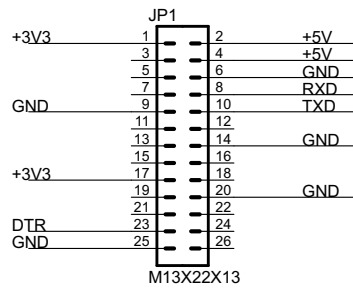 JP1
+3V3 1 2 +5V
3 4 +5V
5 6 GND
7 8 RXD
GND 9 10 TXD
11 12
13 14 GND
15 16
+3V3 17 18
19 20 GND
21 22
DTR 23 24
GND 25 26
M13X22X13